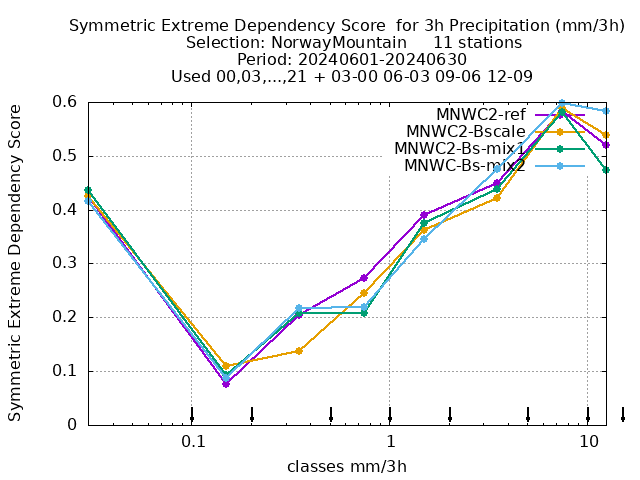 Symmetric Extreme Dependency Score  for 3h Precipitation (mm/3h)
Selection: NorwayMountain     11 stations
Period: 20240601-20240630
Used 00,03,...,21 + 03-00 06-03 09-06 12-09
Symmetric Extreme Dependency Score
0.6
0.5
0.4
0.3
0.2
0.1
0
MNWC2-ref
MNWC2-Bscale
MNWC2-Bs-mix1
MNWC-Bs-mix2
0.1
1
10
classes mm/3h